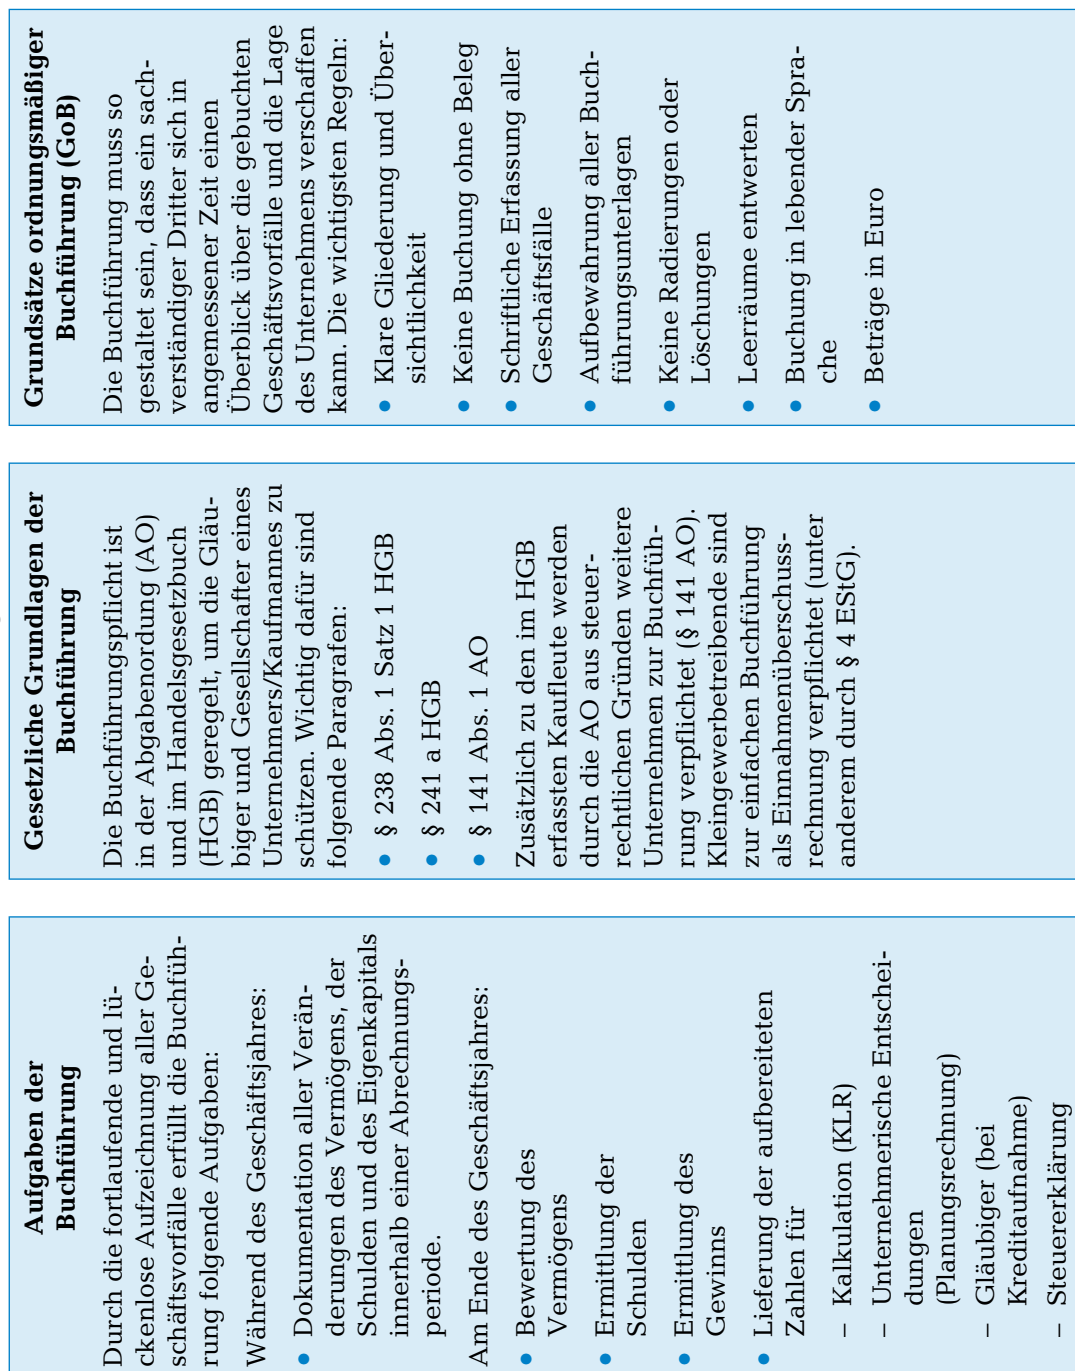 Aufgaben der
Buchführung
Durch die fortlaufende und lü-
ckenlose Aufzeichnung aller Ge-
schäftsvorfälle erfüllt die Buchfüh-
rung folgende Aufgaben:
Während des Geschäftsjahres:
• Dokumentation aller Verän-
derungen des Vermögens, der
Schulden und des Eigenkapitals
innerhalb einer Abrechnungs-
periode.
Am Ende des Geschäftsjahres:
• Bewertung des
Vermögens
• Ermittlung der
Schulden
• Ermittlung des
Gewinns
• Lieferung der aufbereiteten
Zahlen für
– Kalkulation (KLR)
– Unternehmerische Entschei-
dungen
(Planungsrechnung)
– Gläubiger (bei
Kreditaufnahme)
– Steuererklärung
Gesetzliche Grundlagen der
Buchführung
Die Buchführungspflicht ist
in der Abgabenordung (AO)
und im Handelsgesetzbuch
(HGB) geregelt, um die Gläu-
biger und Gesellschafter eines
Unternehmers/Kaufmannes zu
schützen. Wichtig dafür sind
folgende Paragrafen:
• § 238 Abs. 1 Satz 1 HGB
• § 241 a HGB
• § 141 Abs. 1 AO
Zusätzlich zu den im HGB
erfassten Kaufleute werden
durch die AO aus steuer-
rechtlichen Gründen weitere
Unternehmen zur Buchfüh-
rung verpflichtet (§ 141 AO).
Kleingewerbetreibende sind
zur einfachen Buchführung
als Einnahmenüberschuss-
rechnung verpflichtet (unter
anderem durch § 4 EStG).
Grundsätze ordnungsmäßiger
Buchführung (GoB)
Die Buchführung muss so
gestaltet sein, dass ein sach-
verständiger Dritter sich in
angemessener Zeit einen
Überblick über die gebuchten
Geschäftsvorfälle und die Lage
des Unternehmens verschaffen
kann. Die wichtigsten Regeln:
• Klare Gliederung und Über-
sichtlichkeit
• Keine Buchung ohne Beleg
• Schriftliche Erfassung aller
Geschäftsfälle
• Aufbewahrung aller Buch-
führungsunterlagen
• Keine Radierungen oder
Löschungen
• Leerräume entwerten
• Buchung in lebender Spra-
che
• Beträge in Euro